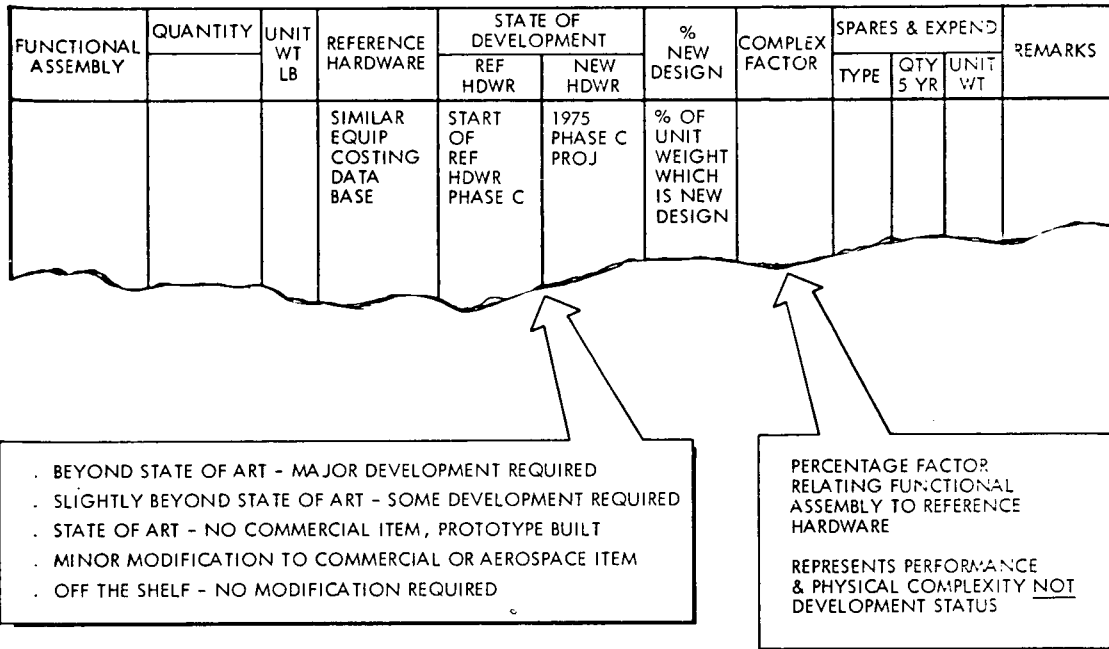 FUNCTIONAL
ASSEMBLY
QUANTITY
UNIT
WT
LB
REFERENCE
HARDWARE
STATE OF
DEVELOPMENT
REF
HDWR
NEW
HDWR
%
NEW
DESIGN
COMPLEX
FACTOR
SPARES & EXPEND
TYPE
QTY
5 YR
UNIT
WT
REMARKS
SIMILAR
EQUIP
COSTING
DATA
BASE
START
OF
REF
HDWR
PHASE C
1975
PHASE C
PROJ
% OF
UNIT
WEIGHT
WHICH
IS NEW
DESIGN
. BEYOND STATE OF ART - MAJOR DEVELOPMENT REQUIRED
. SLIGHTLY BEYOND STATE OF ART - SOME DEVELOPMENT REQUIRED
. STATE OF ART - NO COMMERCIAL ITEM, PROTOTYPE BUILT
. MINOR MODIFICATION TO COMMERCIAL OR AEROSPACE ITEM
. OFF THE SHELF - NO MODIFICATION REQUIRED
PERCENTAGE FACTOR
RELATING FUNCTIONAL
ASSEMBLY TO REFERENCE
HARDWARE
REPRESENTS PERFORMANCE
& PHYSICAL COMPLEXITY NOT
DEVELOPMENT STATUS